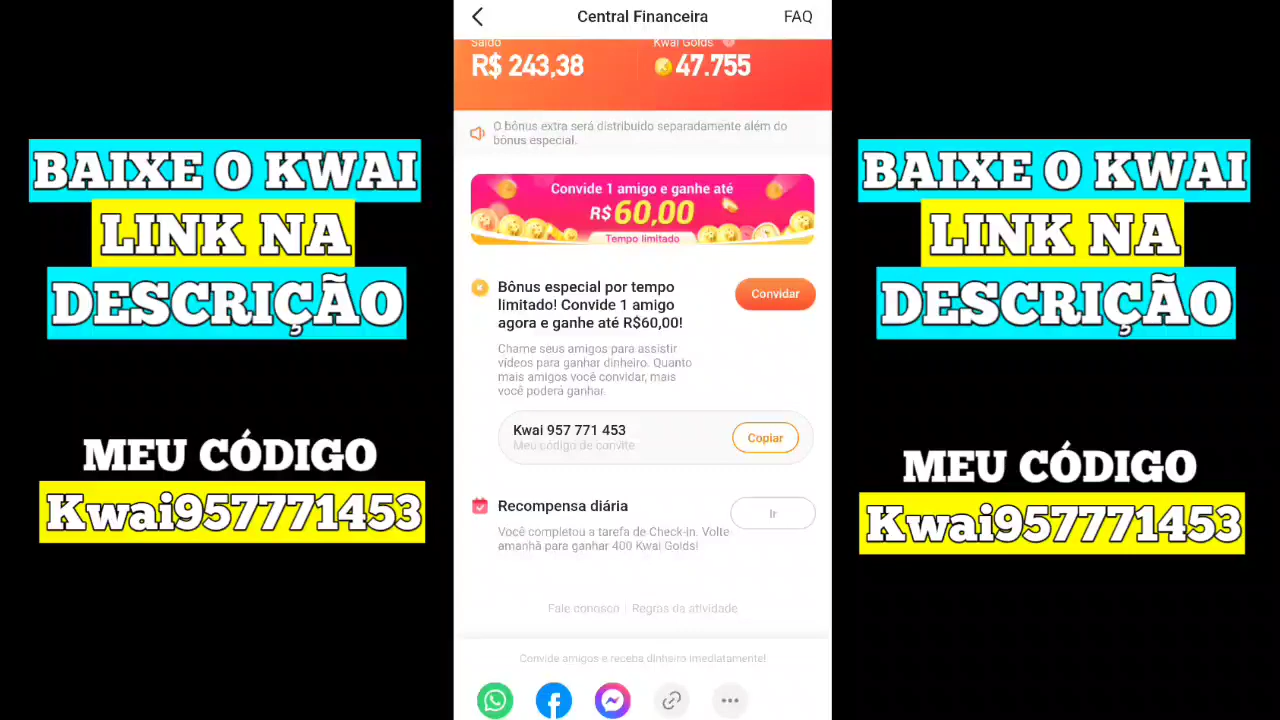 Central Financeira
FAQ
Saldo
Kwai Golds
R$ 243,38
47.755
O bônus extra será distribuido separadamente além do
bônus especial.
BAIXE O KWAI
LINK NA
DESCRIÇÃO
MEU CÓDIGO
Kwai957771453
Convide 1 amigo e ganhe até
R$60,00
Tempo limitado
Bônus especial por tempo
limitado! Convide 1 amigo
agora e ganhe até R$60,00!
Convidar
Chame seus amigos para assistir
vídeos para ganhar dinheiro. Quanto
mais amigos você convidar, mais
você poderá ganhar.
Kwai 957 771 453
Meu código de convite
Copiar
Recompensa diária
Ir
Você completou a tarefa de Check-in. Volte
amanhã para ganhar 400 Kwai Golds!
Fale conosco | Regras da atividade
Convide amigos e receba dinheiro imediatamente!
BAIXE O KWAI
LINK NA
DESCRIÇÃO
MEU CÓDIGO
Kwai957771453